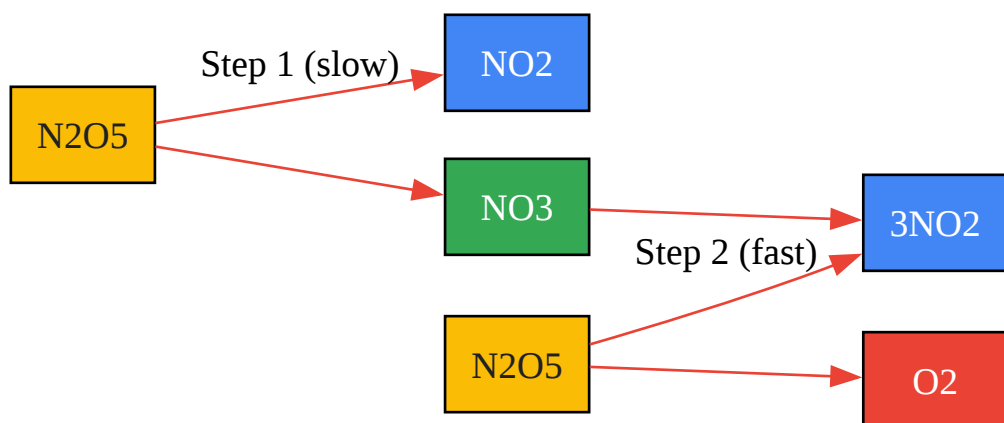 Step 1 (slow)
NO2
N2O5
NO3
3NO2
Step 2 (fast)
N2O5
O2